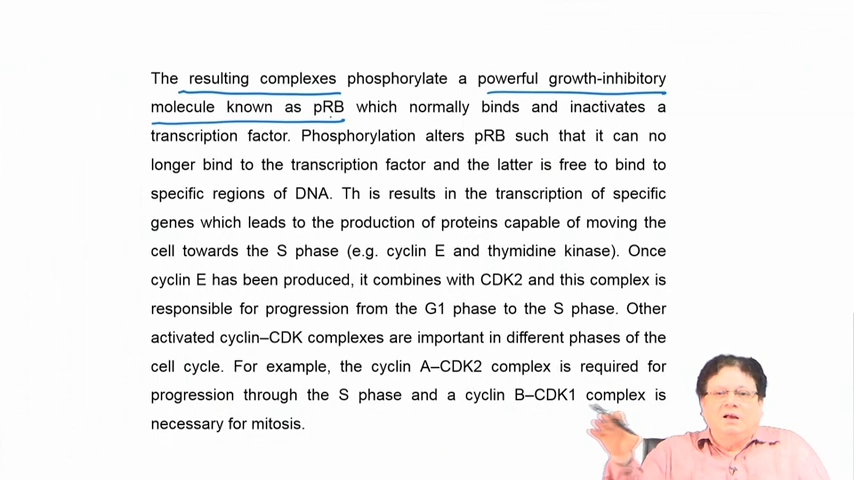 The resulting complexes phosphorylate a powerful growth-inhibitory
molecule known as pRB which normally binds and inactivates a
transcription factor. Phosphorylation alters pRB such that it can no
longer bind to the transcription factor and the latter is free to bind to
specific regions of DNA. Th is results in the transcription of specific
genes which leads to the production of proteins capable of moving the
cell towards the S phase (e.g. cyclin E and thymidine kinase). Once
cyclin E has been produced, it combines with CDK2 and this complex is
responsible for progression from the G1 phase to the S phase. Other
activated cyclin–CDK complexes are important in different phases of the
cell cycle. For example, the cyclin A–CDK2 complex is required for
progression through the S phase and a cyclin B–CDK1 complex is
necessary for mitosis.